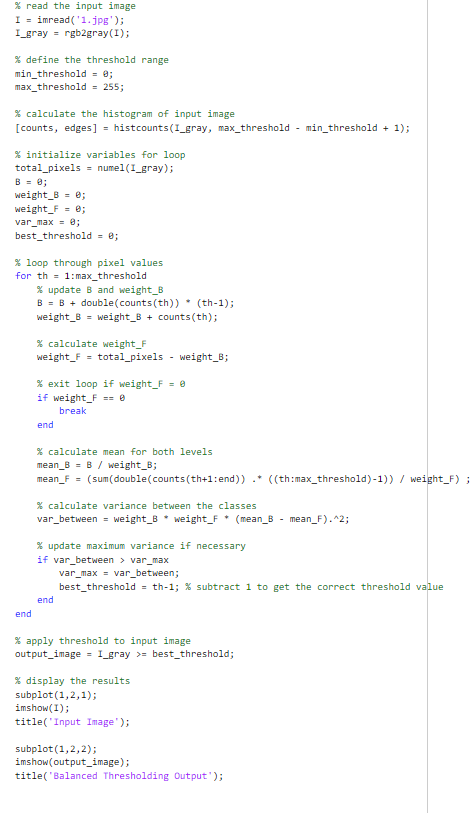 % read the input image
I = imread('1.jpg');
I_gray = rgb2gray(I);
% define the threshold range
min_threshold = 0;
max_threshold = 255;
% calculate the histogram of input image
[counts, edges] = histcounts(I_gray, max_threshold - min_threshold + 1);
% initialize variables for loop
total_pixels = numel(I_gray);
B = 0;
weight_B = 0;
weight_F = 0;
var_max = 0;
best_threshold = 0;
% loop through pixel values
for th = 1:max_threshold
% update B and weight_B
B = B + double(counts(th)) * (th-1);
weight_B = weight_B + counts(th);
% calculate weight_F
weight_F = total_pixels - weight_B;
% exit loop if weight_F = 0
if weight_F == 0
break
end
% calculate mean for both levels
mean_B = B / weight_B;
mean_F = (sum(double(counts(th+1:end)) .* ((th:max_threshold)-1)) / weight_F) ;
% calculate variance between the classes
var_between = weight_B * weight_F * (mean_B - mean_F).^2;
% update maximum variance if necessary
if var_between > var_max
var_max = var_between;
best_threshold = th-1; % subtract 1 to get the correct threshold value
end
end
% apply threshold to input image
output_image = I_gray >= best_threshold;
% display the results
subplot(1,2,1);
imshow(I);
title('Input Image');
subplot(1,2,2);
imshow(output_image);
title('Balanced Thresholding Output');